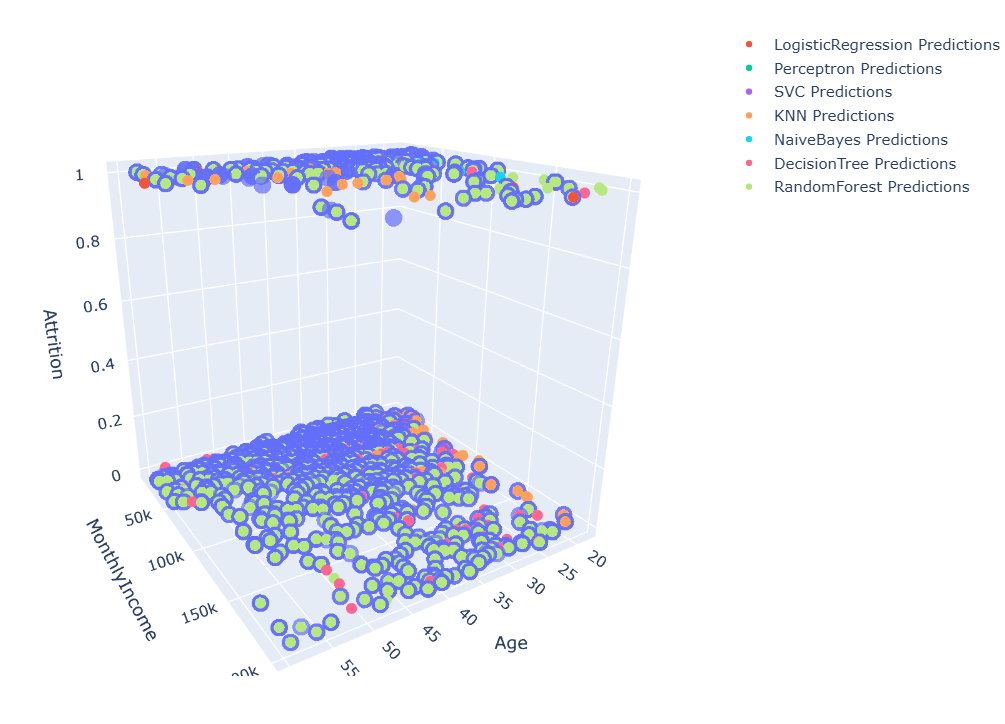 LogisticRegression Predictions
Perceptron Predictions
SVC Predictions
KNN Predictions
NaiveBayes Predictions
DecisionTree Predictions
RandomForest Predictions
1
0.8
0.6
0.4
0.2
0
Attrition
50k
100k
150k
MonthlyIncome
20
25
30
35
40
45
50
55
Age